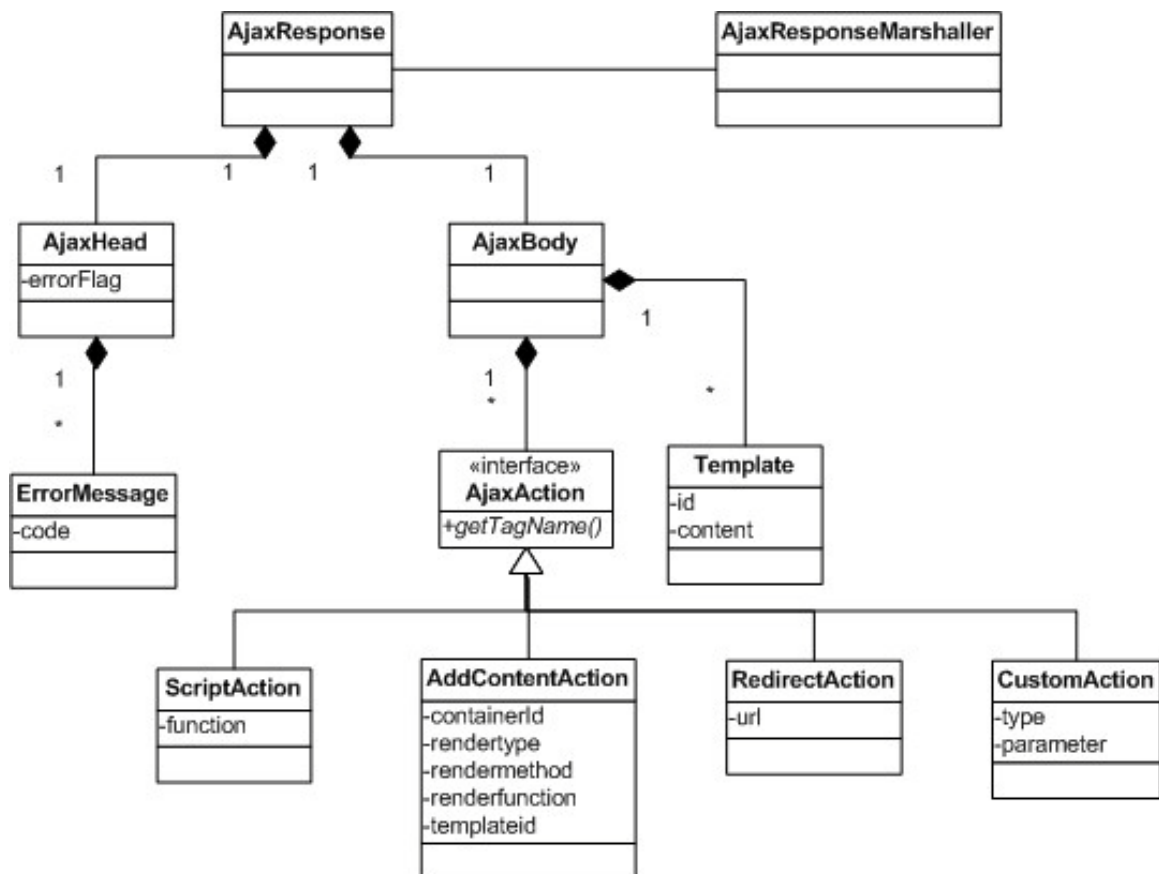 AjaxResponse
AjaxResponseMarshaller
1
1
1
1
AjaxHead
-errorFlag
AjaxBody
1
1
1
*
*
*
ErrorMessage
-code
«interface»
AjaxAction
+getTagName()
Template
-id
-content
ScriptAction
-function
AddContentAction
-containerId
-rendertype
-rendermethod
-renderfunction
-templateid
RedirectAction
-url
CustomAction
-type
-parameter